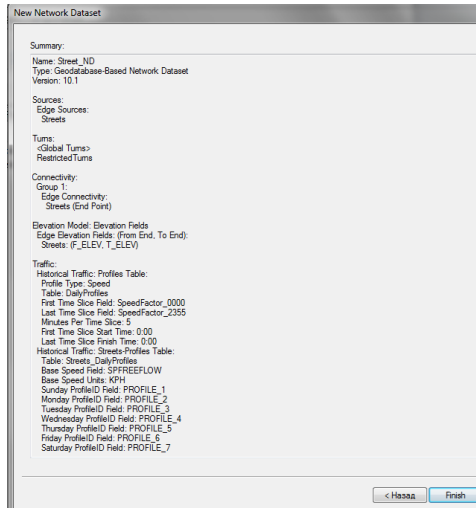 New Network Dataset
Summary:
Name: Street_ND
Type: Geodatabase-Based Network Dataset
Version: 10.1
Sources:
Edge Sources:
Streets
Turns:
<Global Turns>
RestrictedTurns
Connectivity:
Group 1:
Edge Connectivity:
Streets (End Point)
Elevation Model: Elevation Fields
Edge Elevation Fields: (From End, To End):
Streets: (F_ELEV, T_ELEV)
Traffic:
Historical Traffic: Profiles Table:
Profile Type: Speed
Table: DailyProfiles
First Time Slice Field: SpeedFactor_0000
Last Time Slice Field: SpeedFactor_2355
Minutes Per Time Slice: 5
First Time Slice Start Time: 0:00
Last Time Slice Finish Time: 0:00
Historical Traffic: Streets-Profiles Table:
Table: Streets_DailyProfiles
Base Speed Field: SPFREEFLOW
Base Speed Units: KPH
Sunday ProfileID Field: PROFILE_1
Monday ProfileID Field: PROFILE_2
Tuesday ProfileID Field: PROFILE_3
Wednesday ProfileID Field: PROFILE_4
Thursday ProfileID Field: PROFILE_5
Friday ProfileID Field: PROFILE_6
Saturday ProfileID Field: PROFILE_7
< Назад Finish